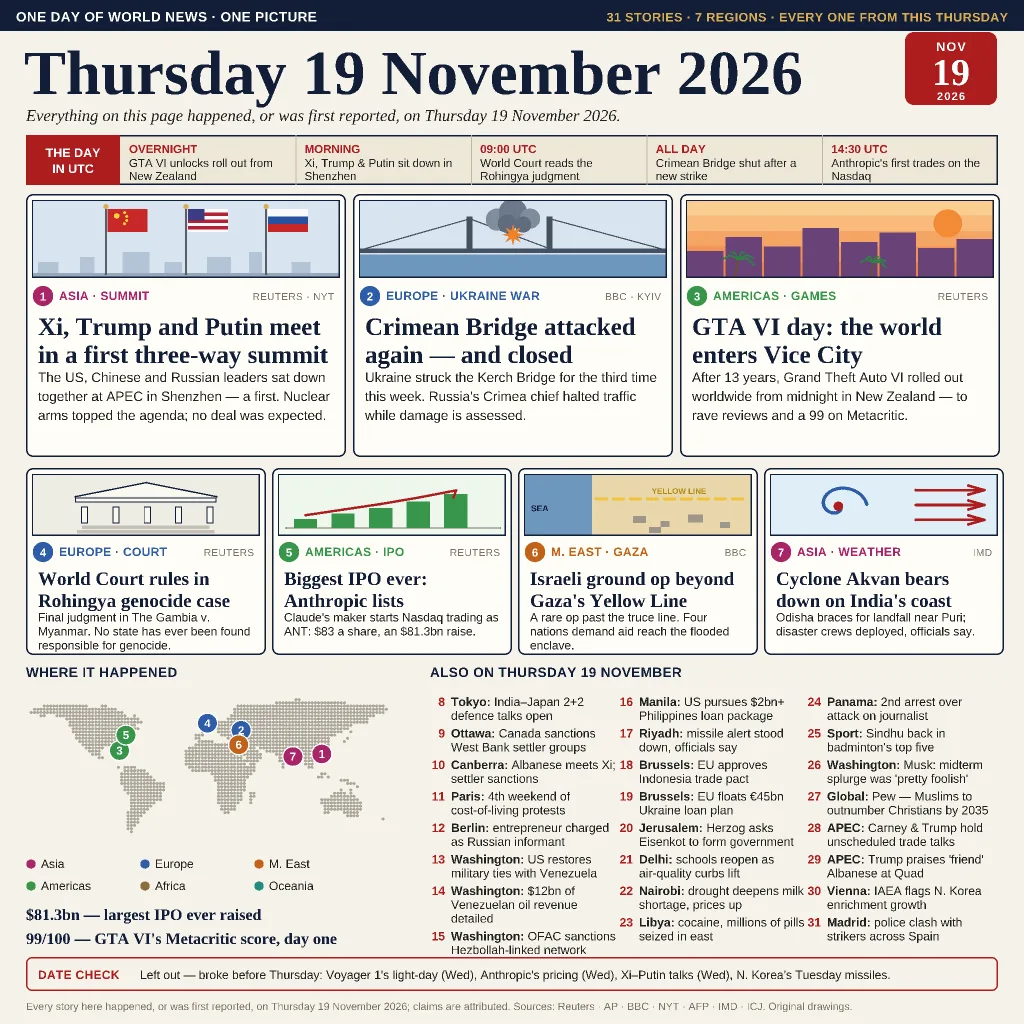 ONE DAY OF WORLD NEWS · ONE PICTURE
31 STORIES · 7 REGIONS · EVERY ONE FROM THIS THURSDAY
Thursday 19 November 2026
NOV
19
2026
Everything on this page happened, or was first reported, on Thursday 19 November 2026.
THE DAY
IN UTC
OVERNIGHT
GTA VI unlocks roll out from
New Zealand
MORNING
Xi, Trump & Putin sit down in
Shenzhen
09:00 UTC
World Court reads the
Rohingya judgment
ALL DAY
Crimean Bridge shut after a
new strike
14:30 UTC
Anthropic's first trades on the
Nasdaq
1 ASIA · SUMMIT
REUTERS · NYT
Xi, Trump and Putin meet
in a first three-way summit
The US, Chinese and Russian leaders sat down
together at APEC in Shenzhen — a first. Nuclear
arms topped the agenda; no deal was expected.
2 EUROPE · UKRAINE WAR
BBC · KYIV
Crimean Bridge attacked
again — and closed
Ukraine struck the Kerch Bridge for the third time
this week. Russia's Crimea chief halted traffic
while damage is assessed.
3 AMERICAS · GAMES
REUTERS
GTA VI day: the world
enters Vice City
After 13 years, Grand Theft Auto VI rolled out
worldwide from midnight in New Zealand — to
rave reviews and a 99 on Metacritic.
4 EUROPE · COURT
REUTERS
World Court rules in
Rohingya genocide case
Final judgment in The Gambia v.
Myanmar. No state has ever been found
responsible for genocide.
5 AMERICAS · IPO
REUTERS
Biggest IPO ever:
Anthropic lists
Claude's maker starts Nasdaq trading as
ANT: $83 a share, an $81.3bn raise.
SEA
YELLOW LINE
6 M. EAST · GAZA
BBC
Israeli ground op beyond
Gaza's Yellow Line
A rare op past the truce line. Four
nations demand aid reach the flooded
enclave.
7 ASIA · WEATHER
IMD
Cyclone Akvan bears
down on India's coast
Odisha braces for landfall near Puri;
disaster crews deployed, officials say.
WHERE IT HAPPENED
4
2
5
6
3
7
1
Asia
Europe
M. East
Americas
Africa
Oceania
$81.3bn — largest IPO ever raised
99/100 — GTA VI's Metacritic score, day one
ALSO ON THURSDAY 19 NOVEMBER
8 Tokyo: India–Japan 2+2
defence talks open
9 Ottawa: Canada sanctions
West Bank settler groups
10 Canberra: Albanese meets Xi;
settler sanctions
11 Paris: 4th weekend of
cost-of-living protests
12 Berlin: entrepreneur charged
as Russian informant
13 Washington: US restores
military ties with Venezuela
14 Washington: $12bn of
Venezuelan oil revenue
detailed
15 Washington: OFAC sanctions
Hezbollah-linked network
16 Manila: US pursues $2bn+
Philippines loan package
17 Riyadh: missile alert stood
down, officials say
18 Brussels: EU approves
Indonesia trade pact
19 Brussels: EU floats €45bn
Ukraine loan plan
20 Jerusalem: Herzog asks
Eisenkot to form government
21 Delhi: schools reopen as
air-quality curbs lift
22 Nairobi: drought deepens milk
shortage, prices up
23 Libya: cocaine, millions of pills
seized in east
24 Panama: 2nd arrest over
attack on journalist
25 Sport: Sindhu back in
badminton's top five
26 Washington: Musk: midterm
splurge was 'pretty foolish'
27 Global: Pew — Muslims to
outnumber Christians by 2035
28 APEC: Carney & Trump hold
unscheduled trade talks
29 APEC: Trump praises 'friend'
Albanese at Quad
30 Vienna: IAEA flags N. Korea
enrichment growth
31 Madrid: police clash with
strikers across Spain
DATE CHECK
Left out — broke before Thursday: Voyager 1's light-day (Wed), Anthropic's pricing (Wed), Xi–Putin talks (Wed), N. Korea's Tuesday missiles.
Every story here happened, or was first reported, on Thursday 19 November 2026; claims are attributed. Sources: Reuters · AP · BBC · NYT · AFP · IMD · ICJ. Original drawings.